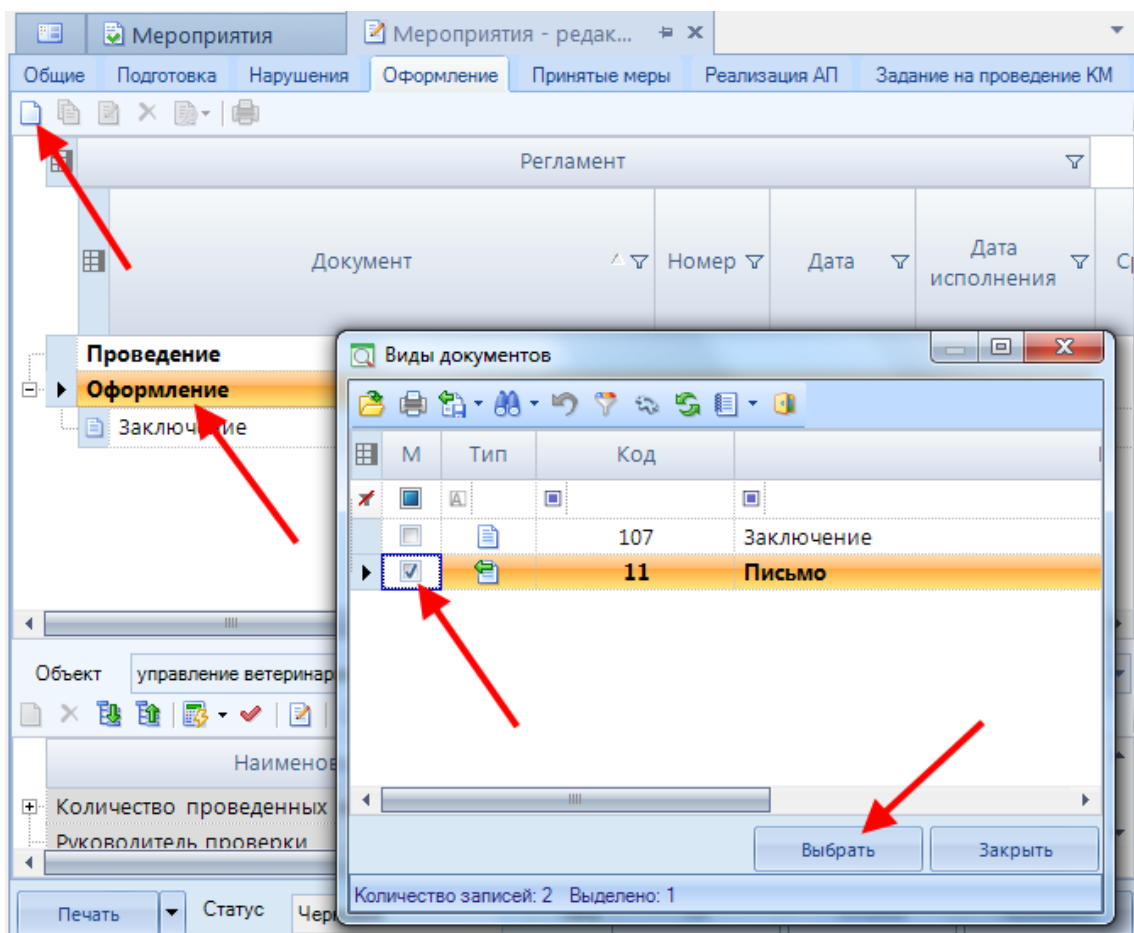 Мероприятия Мероприятия - редак...
Общие Подготовка Нарушения Оформление Принятые меры Реализация АП Задание на проведение КМ
Регламент
Документ Номер Дата Дата исполнения
Проведение
Оформление
Заключение
Виды документов
М Тип Код
107 Заключение
11 Письмо
Выбрать Закрыть
Количество записей: 2 Выделено: 1
Объект управление ветеринар
Наименов
Количество проведенных
Руководитель проверки
Печать Статус Черн